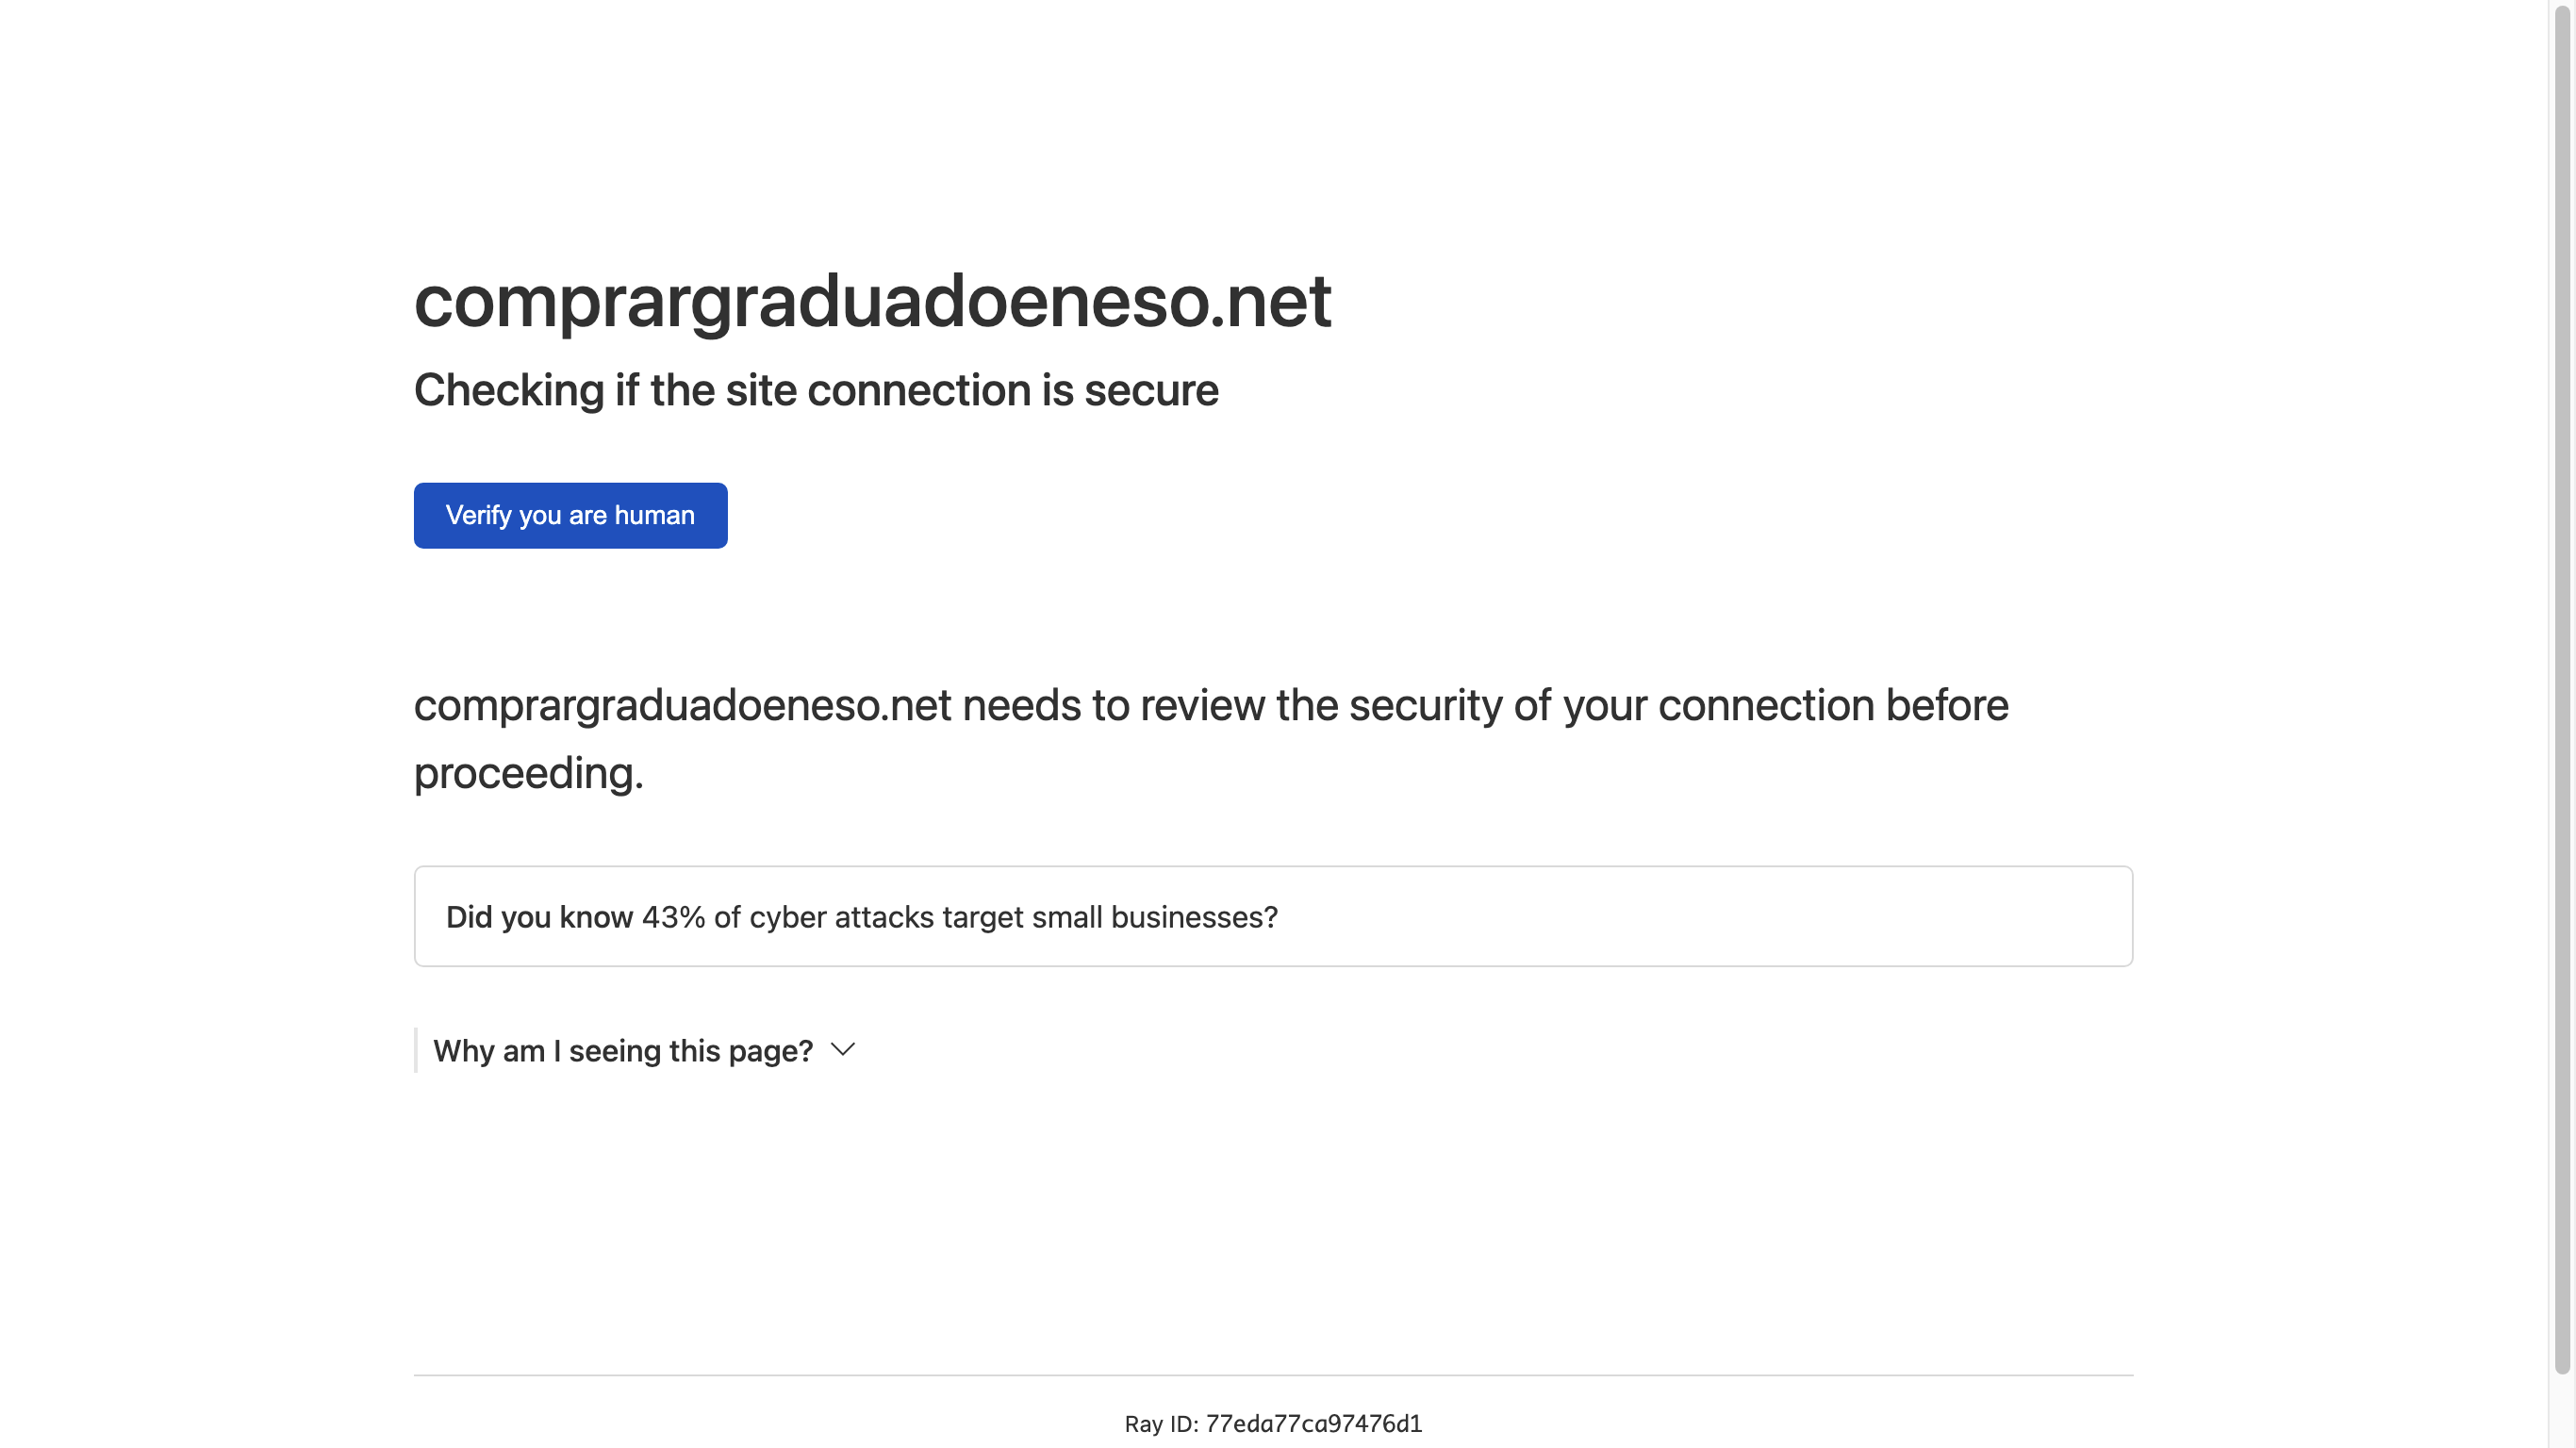 comprargraduadoeneso.net
Checking if the site connection is secure
Verify you are human
comprargraduadoeneso.net needs to review the security of your connection before
proceeding.
Did you know 43% of cyber attacks target small businesses?
Why am I seeing this page?
Ray ID: 77eda77ca97476d1